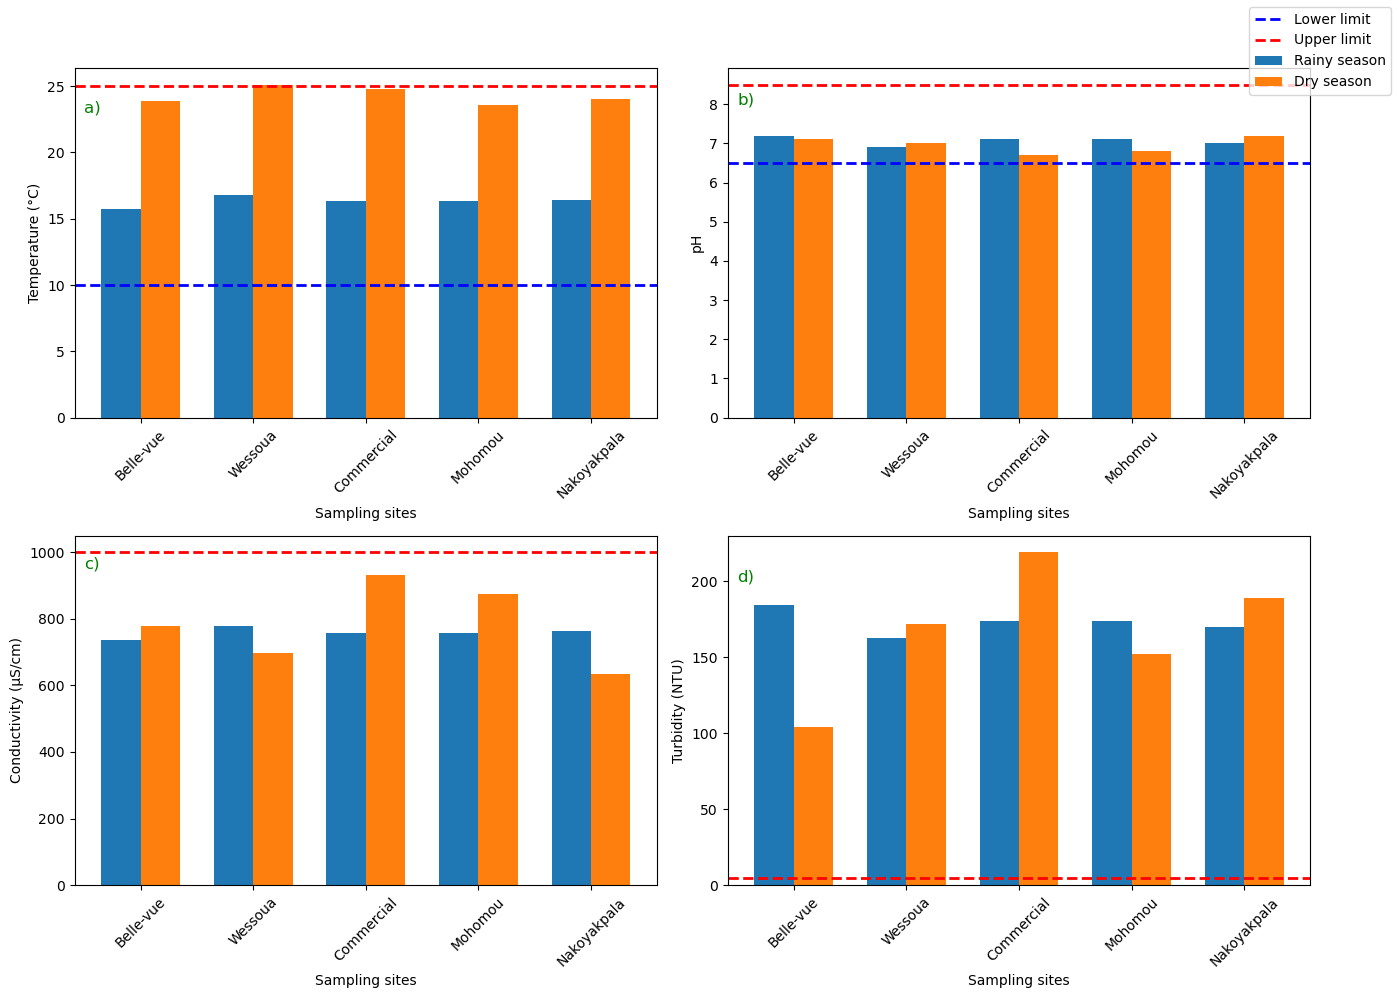 Lower limit
Upper limit
Rainy season
Dry season
a)
Temperature (°C)
25
20
15
10
5
0
Belle-vue
Wessoua
Commercial
Mohomou
Nakoyakpala
Sampling sites
b)
pH
8
7
6
5
4
3
2
1
0
Belle-vue
Wessoua
Commercial
Mohomou
Nakoyakpala
Sampling sites
c)
Conductivity (µS/cm)
1000
800
600
400
200
0
Belle-vue
Wessoua
Commercial
Mohomou
Nakoyakpala
Sampling sites
d)
Turbidity (NTU)
200
150
100
50
0
Belle-vue
Wessoua
Commercial
Mohomou
Nakoyakpala
Sampling sites